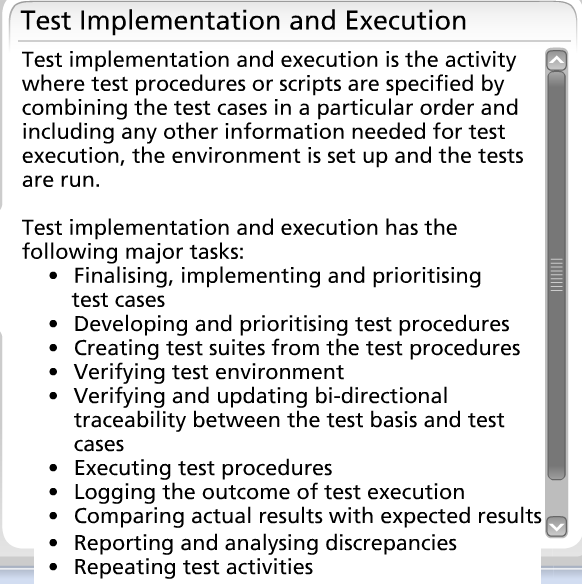 Test Implementation and Execution
Test implementation and execution is the activity
where test procedures or scripts are specified by
combining the test cases in a particular order and
including any other information needed for test
execution, the environment is set up and the tests
are run.
Test implementation and execution has the
following major tasks:
• Finalising, implementing and prioritising
test cases
• Developing and prioritising test procedures
• Creating test suites from the test procedures
• Verifying test environment
• Verifying and updating bi-directional
traceability between the test basis and test
cases
• Executing test procedures
• Logging the outcome of test execution
• Comparing actual results with expected results
• Reporting and analysing discrepancies
• Repeating test activities